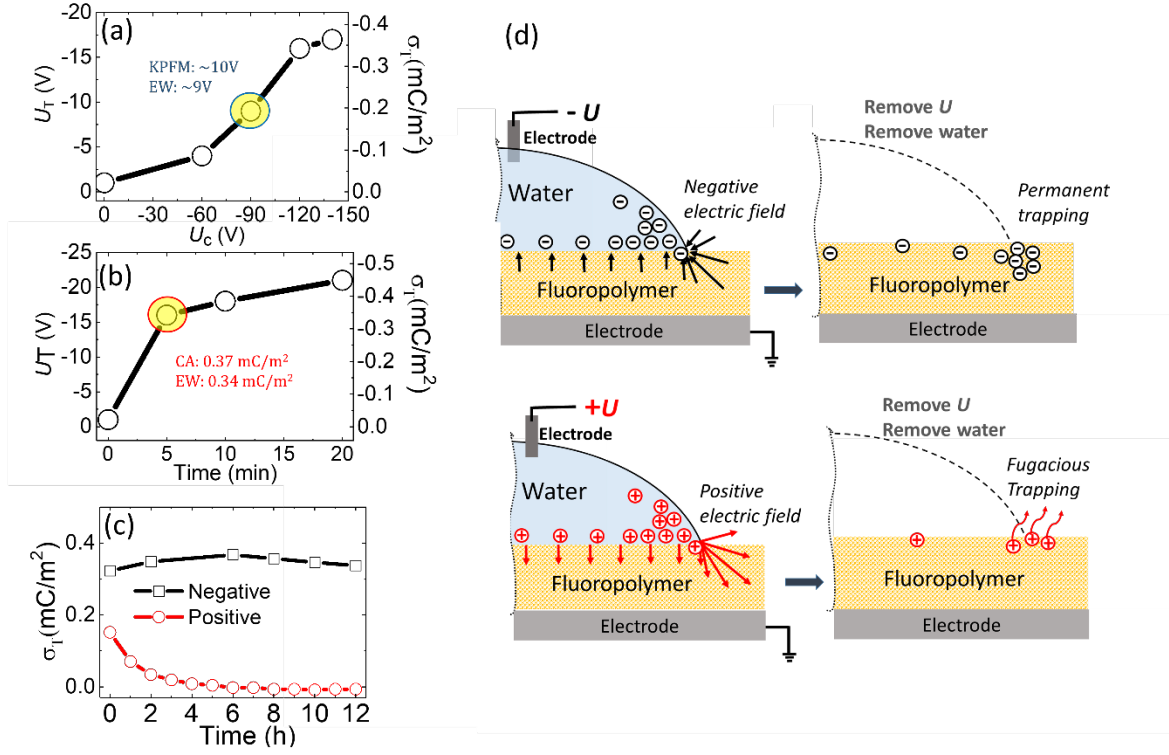 (a)
-20
-15
-10
-5
0
U_T (V)
KPFM: ~10V
EW: ~9V
-0.4
-0.3
-0.2
-0.1
0.0
σ_T(mC/m²)
0 -30 -60 -90 -120 -150
U_c (V)
(b)
-25
-20
-15
-10
-5
0
UT (V)
CA: 0.37 mC/m²
EW: 0.34 mC/m²
-0.5
-0.4
-0.3
-0.2
-0.1
0.0
σ_T(mC/m²)
0 5 10 15 20
Time (min)
(c)
0.4
0.2
0.0
σ_T(mC/m²)
Negative
Positive
0 2 4 6 8 10 12
Time (h)
(d)
-U
Electrode
Water
Negative
electric field
Fluoropolymer
Electrode
Remove U
Remove water
Permanent
trapping
Fluoropolymer
Electrode
+U
Electrode
Water
Positive
electric field
Fluoropolymer
Electrode
Remove U
Remove water
Fugacious
Trapping
Fluoropolymer
Electrode